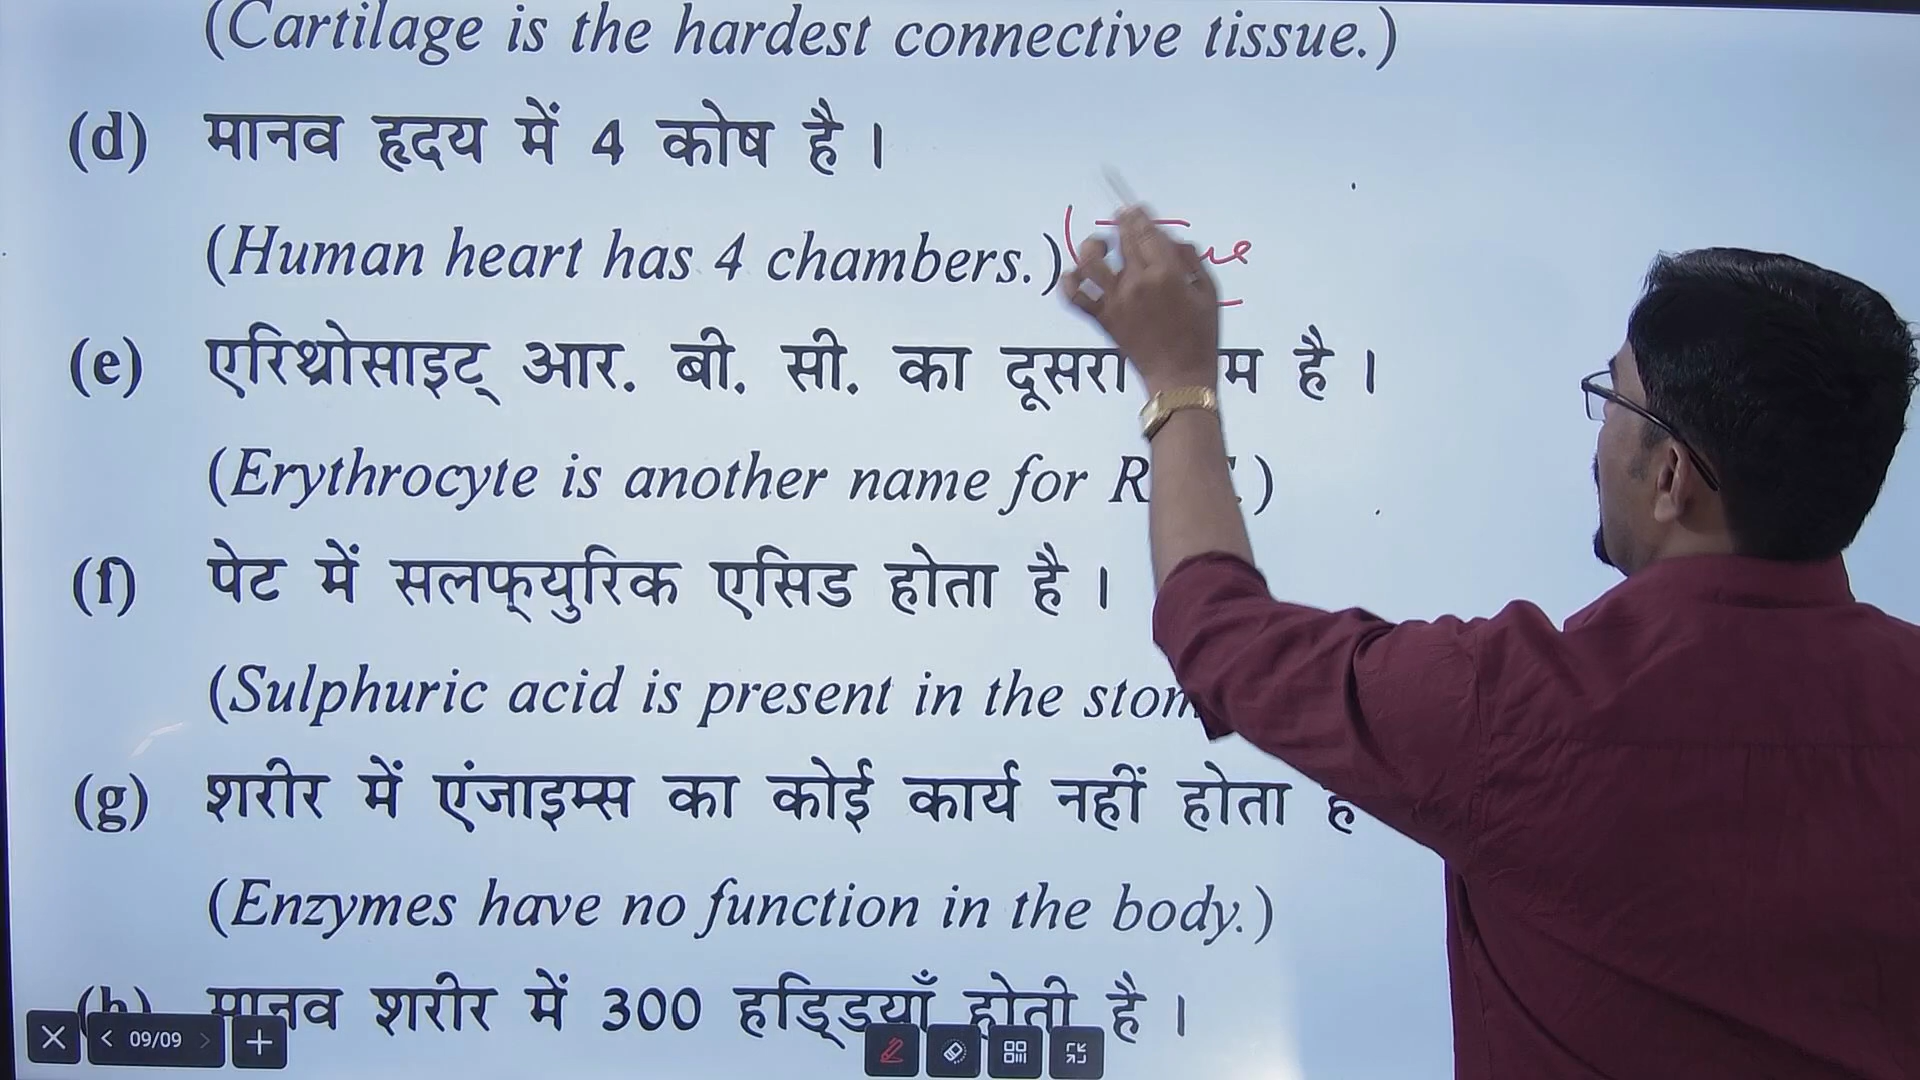 (Cartilage is the hardest connective tissue.)
(d) मानव हृदय में 4 कोष है ।
(Human heart has 4 chambers.)
(e) एरिथ्रोसाइट् आर. बी. सी. का दूसरा है ।
(Erythrocyte is another name for
(f) पेट में सलफ्युरिक एसिड होता है ।
(Sulphuric acid is present in the
(g) शरीर में एंजाइम्स का कोई कार्य नहीं होता
(Enzymes have no function in the body.)
(h) मानव शरीर में 300 हड्डियाँ होती है ।
09/09